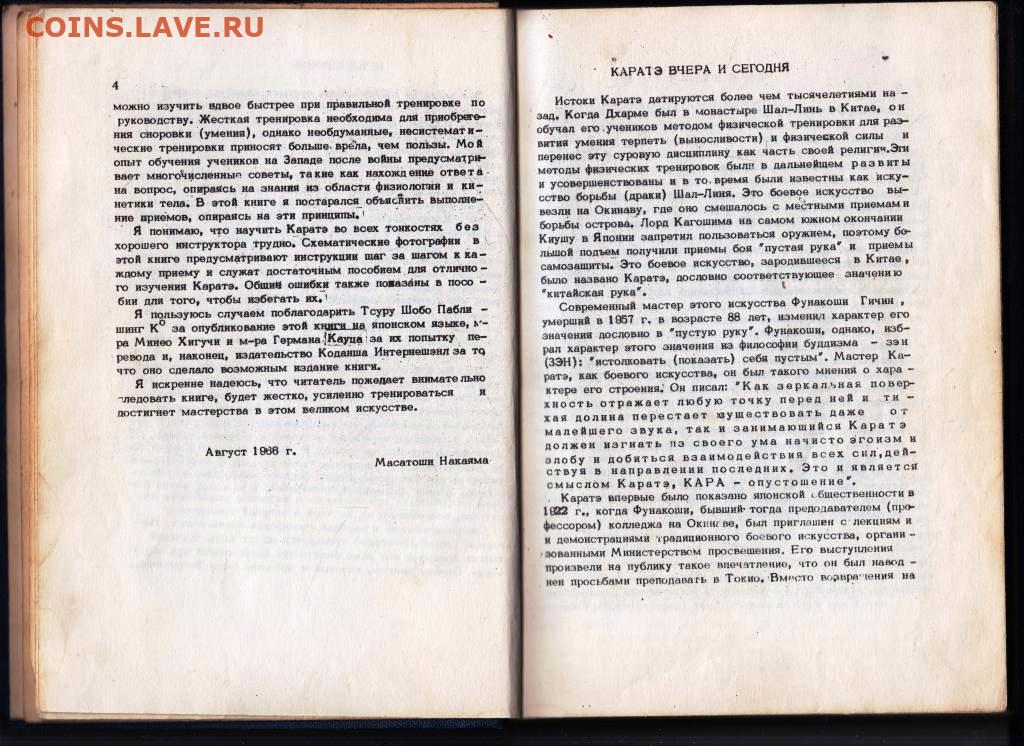 COINS.LAVE.RU
4
можно изучить вдвое быстрее при правильной тренировке по
руководству. Жесткая тренировка необходима для приобрете-
ния сноровки (умения), однако необдуманные, несистемат и-
ческие тренировки приносят больше вреда, чем пользы. Мо й
опыт обучения учеников на Западе после войны предусматри-
вает многочисленные советы, такие как нахождение ответа
на вопрос, опираясь на знания из области физиологии и ки-
нетики тела. В этой книге я постарался объяснить выполне-
ние приемов, опираясь на эти принципы.
Я понимаю, что научить Каратэ во всех тонкостях без
хорошего инструктора трудно. Схематические фотографии в
этой книге предусматривают инструкции шаг за шагом к ка-
ждому приему и служат достаточным пособием для отлично-
го изучения Каратэ. Общие ошибки также показаны в посо -
бии для того, чтобы избегать их.
Я пользуюсь случаем поблагодарить Тсуру Шобо Пабли -
шинг К° за опубликование этой книги на японском языке, м-
ра Минео Хигучи и м-ра Германа Кауца за их попытку пе-
ревода и, наконец, издательство Коданша Интернешэнл за то
что оно сделало возможным издание книги.
Я искренне надеюсь, что читатель пожедает внимательно
следовать книге, будет жестко, усиленно тренироваться и
достигнет мастерства в этом великом искусстве.
Август 1966 г.
Масатоши Накаяма
КАРАТЭ ВЧЕРА И СЕГОДНЯ
Истоки Каратэ датируются более чем тысячелетиями на -
зад. Когда Дхарме был в монастыре Шал-Линь в Китае, он
обучал его учеников методом физической тренировки для раз-
вития умения терпеть (выносливости) и физической силы и
перенес эту суровую дисциплину как часть своей религии. Эти
методы физических тренировок были в дальнейшем развиты
и усовершенствованы и в то время были известны как иску-
сство борьбы (драки) Шал-Линя. Это боевое искусство вы-
везли на Окинаву, где оно смешалось с местными приемами
борьбы острова. Лорд Кагошима на самом южном окончании
Киушу в Японии запретил пользоваться оружием, поэтому бо-
льшой подъем получили приемы боя "пустая рука" и приемы
самозащиты. Это боевое искусство, зародившиеся в Китае,
было названо Каратэ, дословно соответствующее значению
"китайская рука".
Современный мастер этого искусства Фунакоши Гичин ,
умерший в 1957 г. в возрасте 88 лет, изменил характер его
значения дословно в "пустую руку". Фунакоши, однако, изб-
рал характер этого значения из философии буддизма - зэн
(ЗЭН): "истолковать (показать) себя пустым". Мастер Ка-
ратэ, как боевого искусства, он был такого мнения о хара -
ктере его строения. Он писал: "Как зеркальная повер-
хность отражает любую точку перед ней и ти -
хая долина перестает существовать даже от
малейшего звука, так и занимающийся Каратэ
должен изгнать из своего ума начисто эгоизм и
злобу и добиться взаимодействия всех сил, дей-
ствуя в направлении последних. Это и является
смыслом Каратэ, КАРА - опустошение".
Каратэ впервые было показано японской общественности в
1922 г., когда Фунакоши, бывший тогда предодавателем (про-
фессором) колледжа на Окинаве, был приглашен с лекциям и
и демонстрациями традиционного боевого искусства, органи -
зованными Министерством просвещения. Его выступления
произвели на публику такое впечатление, что он был навод -
нен просьбами преподавать в Токио. Вместо возвращения на